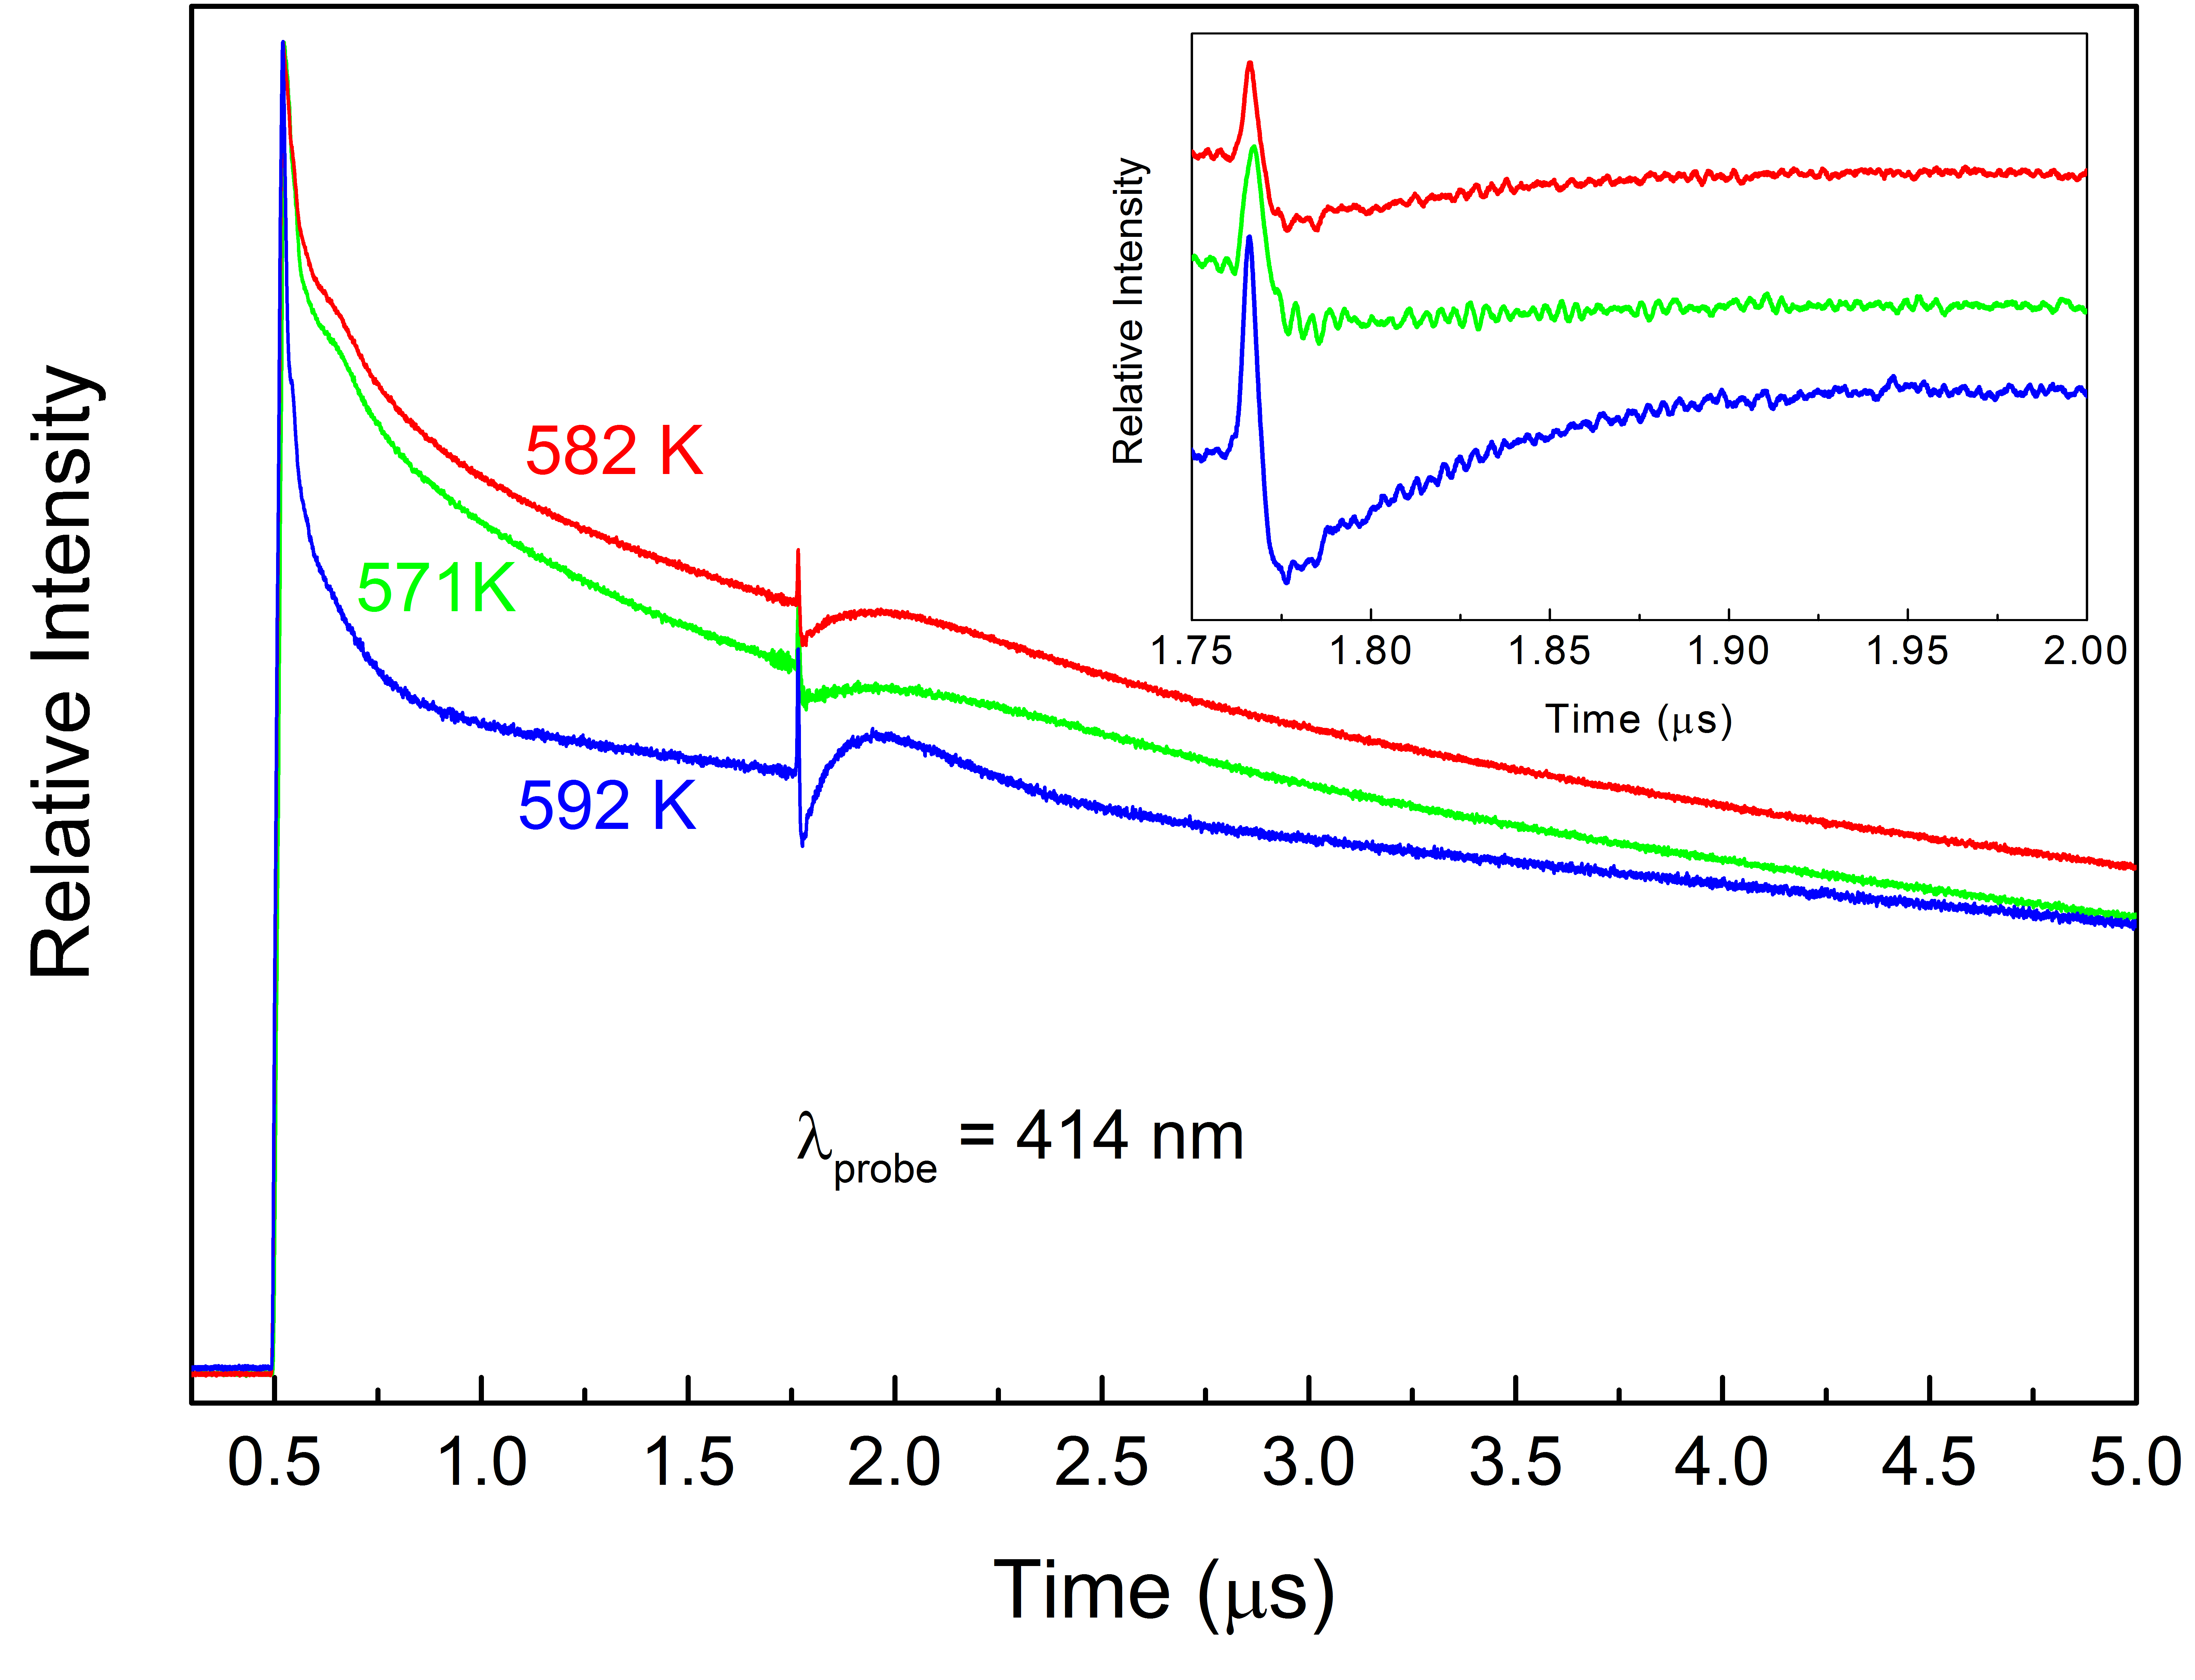 Relative Intensity
582 K
571K
592 K
λprobe = 414 nm
0.5 1.0 1.5 2.0 2.5 3.0 3.5 4.0 4.5 5.0
Time (μs)
Relative Intensity
1.75 1.80 1.85 1.90 1.95 2.00
Time (μs)